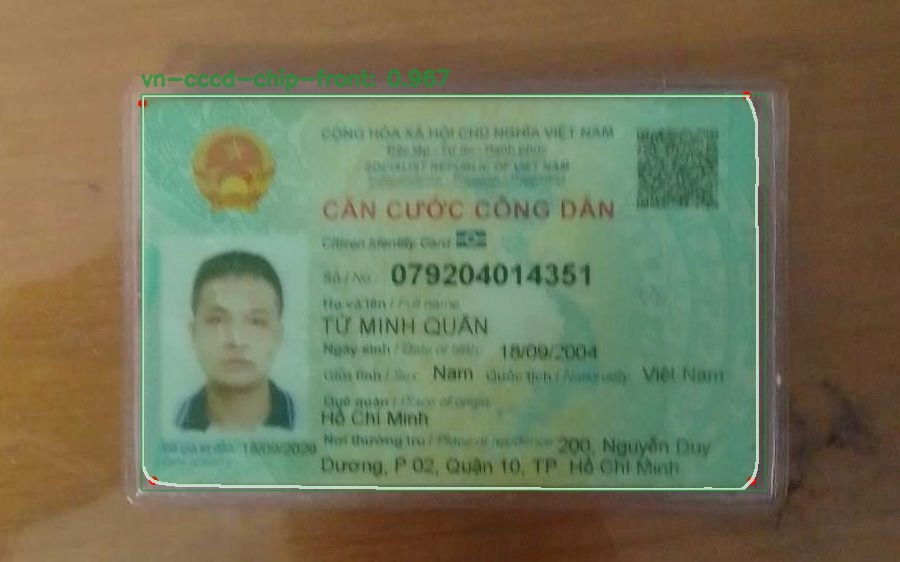 vn-cccd-chip-front: 0.967
CỘNG HÒA XÃ HỘI CHỦ NGHĨA VIỆT NAM
Độc lập - Tự do - Hạnh phúc
SOCIALIST REPUBLIC OF VIET NAM
Independence - Freedom - Happiness
CĂN CƯỚC CÔNG DÂN
Citizen Identity Card
Số / No.: 079204014351
Họ và tên / Full name:
TỪ MINH QUÂN
Ngày sinh / Date of birth: 18/09/2004
Giới tính / Sex: Nam Quốc tịch / Nationality: Việt Nam
Quê quán / Place of origin:
Hồ Chí Minh
Nơi thường trú / Place of residence: 200, Nguyễn Duy
Dương, P 02, Quận 10, TP Hồ Chí Minh
Có giá trị đến: 18/09/2029